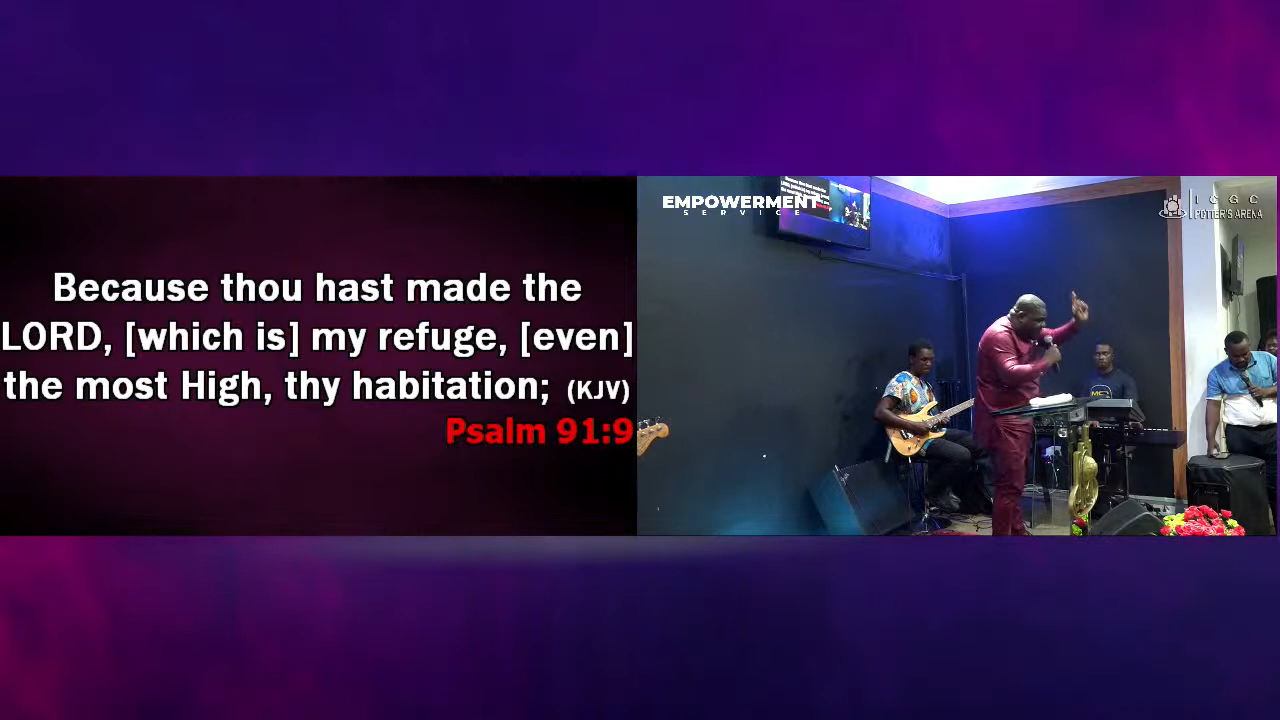 Because thou hast made the
LORD, [which is] my refuge, [even]
the most High, thy habitation; (KJV)
Psalm 91:9
EMPOWERMENT
SERVICE
I C G C
POTTER'S ARENA